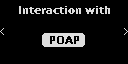 Interaction with
< POAP >